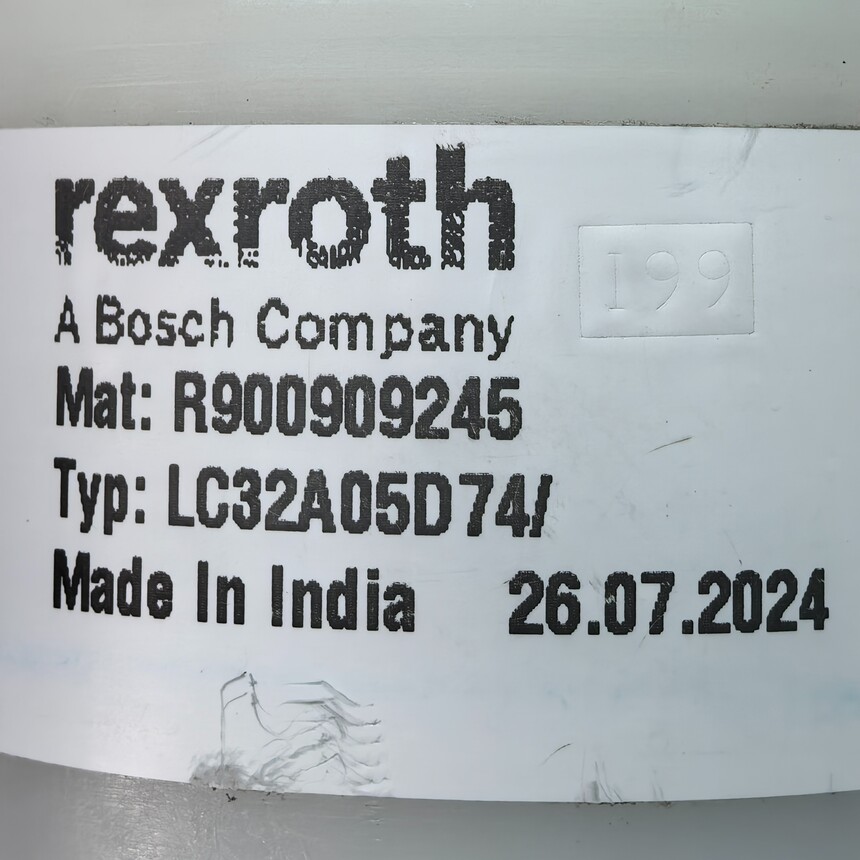 rexroth
A Bosch Company
199
Mat: R900909245
Typ: LC32A05D74/
Made In India 26.07.2024